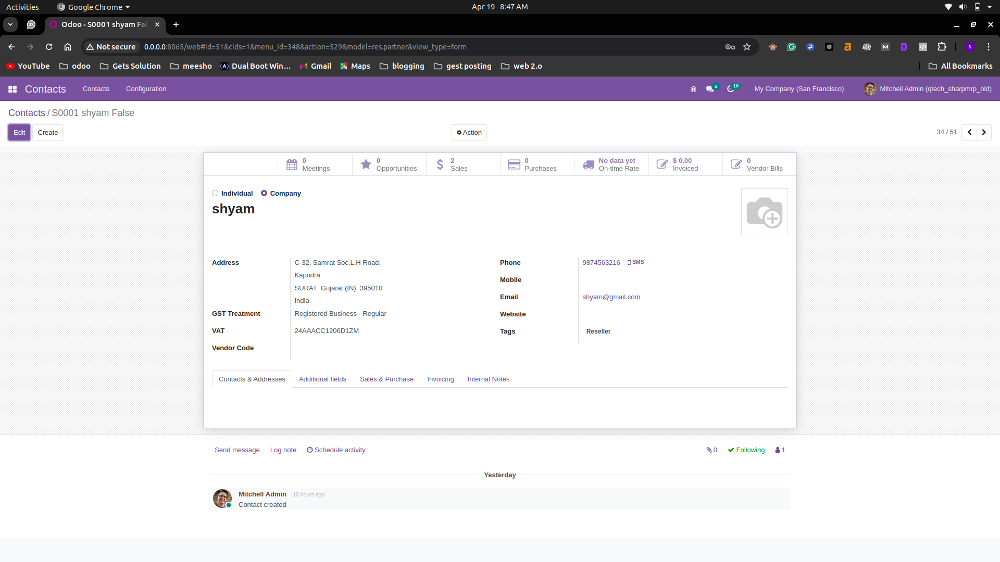 Activities Google Chrome Apr 19 8:47 AM
32 Odoo - S0001 shyam Fal
Not secure 0.0.0.0:8065/web#id=51&cids=1&menu_id=348&action=529&model=res.partner&view_type=form S
YouTube odoo Gets Solution meesho Dual Boot Win... Gmail Maps blogging gest posting web 2.o All Bookmarks
Contacts Contacts Configuration 5 10 My Company (San Francisco) Mitchell Admin (qtech_sharpmrp_old)
Contacts / S0001 shyam False
Edit Create Action 34 / 51
0 Meetings
0 Opportunities
2 Sales
0 Purchases
No data yet On-time Rate
$ 0.00 Invoiced
0 Vendor Bills
Individual Company
shyam
Address C-32, Samrat Soc,L.H Road,
Kapodra
SURAT Gujarat (IN) 395010
India
GST Treatment Registered Business - Regular
VAT 24AAACC1206D1ZM
Vendor Code
Phone 9874563216 SMS
Mobile
Email shyam@gmail.com
Website
Tags Reseller
Contacts & Addresses Additional fields Sales & Purchase Invoicing Internal Notes
Send message Log note Schedule activity 0 Following 1
Yesterday
Mitchell Admin - 10 hours ago
Contact created